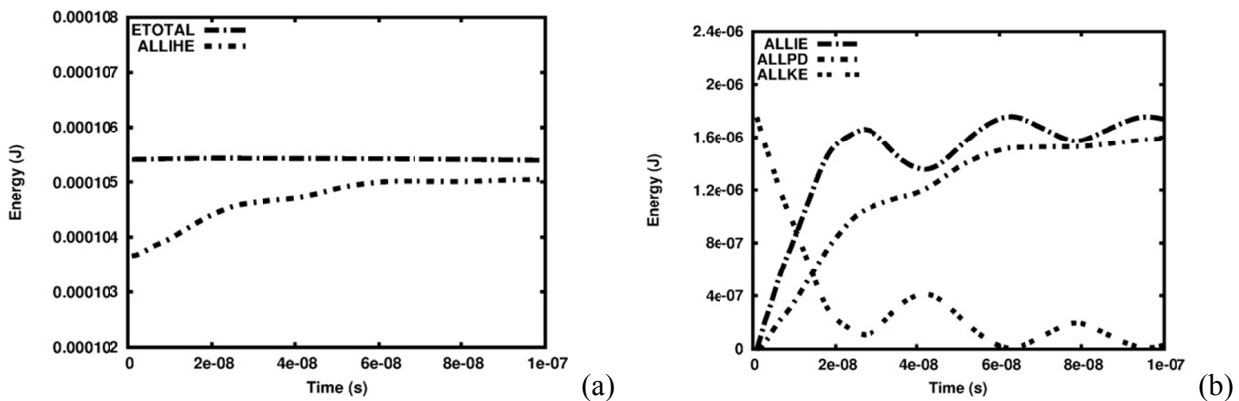 0.000108
ETOTAL
ALLIHE
0.000107
0.000106
0.000105
0.000104
0.000103
0.000102
Energy (J)
0 2e-08 4e-08 6e-08 8e-08 1e-07
Time (s)
(a)
2.4e-06
ALLIE
ALLPD
ALLKE
2e-06
1.6e-06
1.2e-06
8e-07
4e-07
0
Energy (J)
0 2e-08 4e-08 6e-08 8e-08 1e-07
Time (s)
(b)